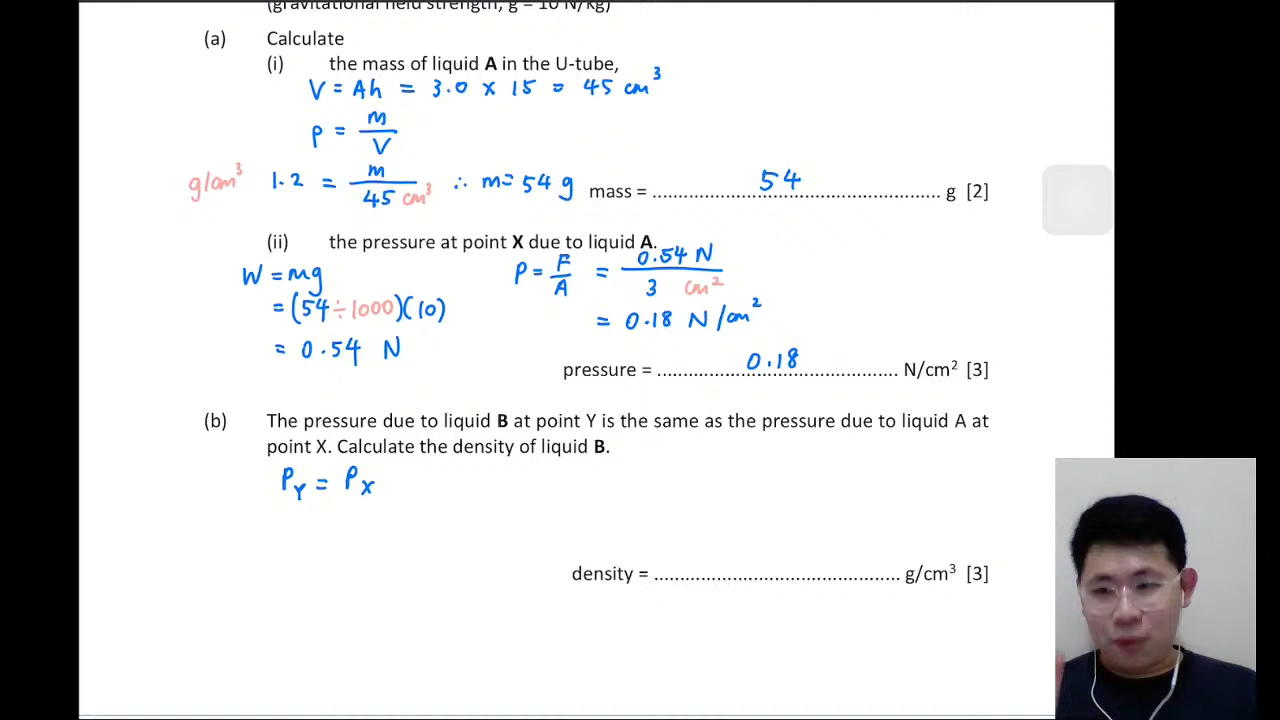 (gravitational field strength, g = 10 N/kg)
(a) Calculate
(i) the mass of liquid A in the U-tube,
V = Ah = 3.0 × 15 = 45 cm³
ρ = m/V
g/cm³ 1.2 = m/45 cm³ ∴ m = 54 g mass = 54 g [2]
(ii) the pressure at point X due to liquid A.
W = mg
= (54 ÷ 1000)(10)
= 0.54 N
P = F/A = 0.54 N/3 cm²
= 0.18 N/cm²
pressure = 0.18 N/cm² [3]
(b) The pressure due to liquid B at point Y is the same as the pressure due to liquid A at
point X. Calculate the density of liquid B.
P_Y = P_X
density = .......... g/cm³ [3]